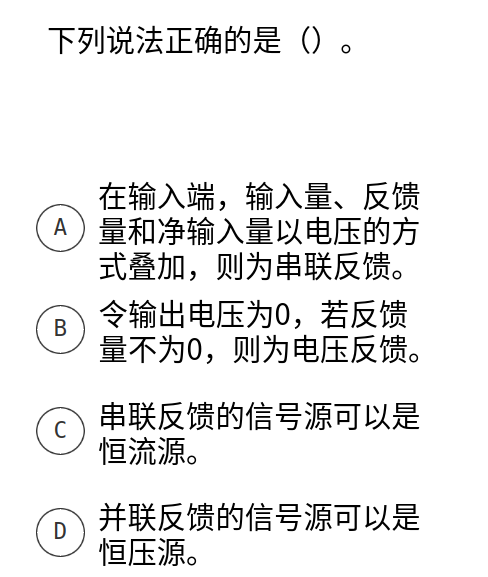 下列说法正确的是（）。
在输入端，输入量、反馈
A
量和净输入量以电压的方
式叠加，则为串联反馈。
令输出电压为0，若反馈
B
量不为0，则为电压反馈。
串联反馈的信号源可以是
C
恒流源。
并联反馈的信号源可以是
D
恒压源。